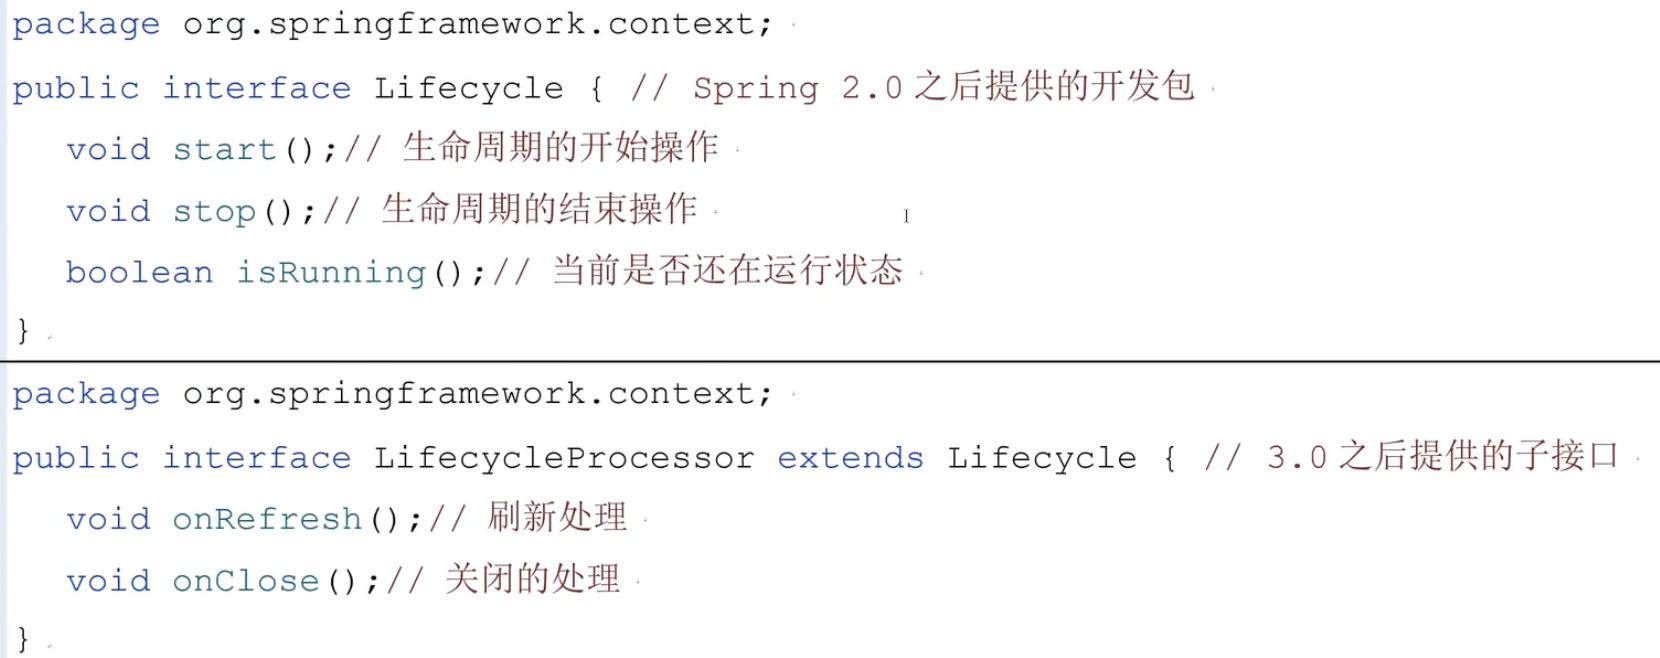 package org.springframework.context;
public interface Lifecycle { // Spring 2.0 之后提供的开发包
void start();// 生命周期的开始操作
void stop();// 生命周期的结束操作
boolean isRunning();// 当前是否还在运行状态
}
package org.springframework.context;
public interface LifecycleProcessor extends Lifecycle { // 3.0 之后提供的子接口
void onRefresh();// 刷新处理
void onClose();// 关闭的处理
}